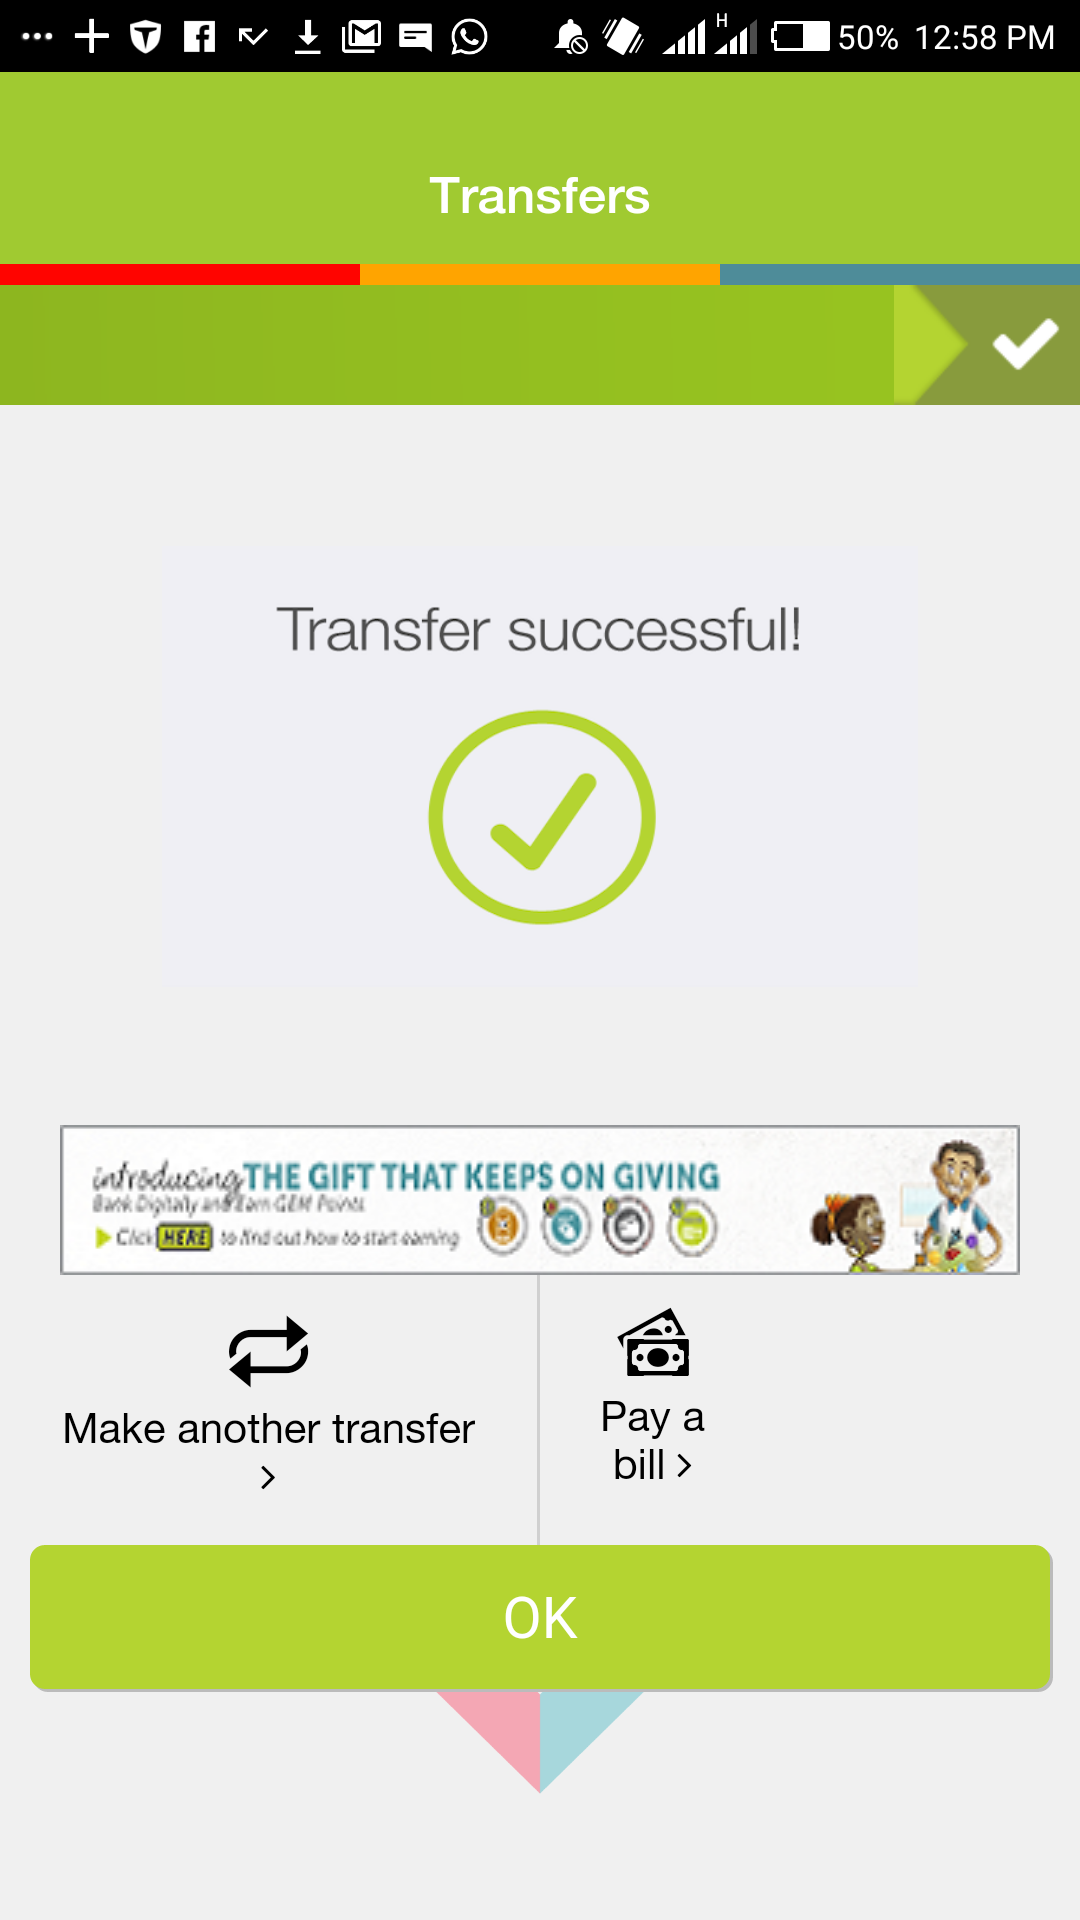 H
50% 12:58 PM
Transfers
Transfer successful!
introducing THE GIFT THAT KEEPS ON GIVING
Bank Digitally and Earn GEM Points
Click HERE to find out how to start earning
Make another transfer
>
Pay a
bill >
OK